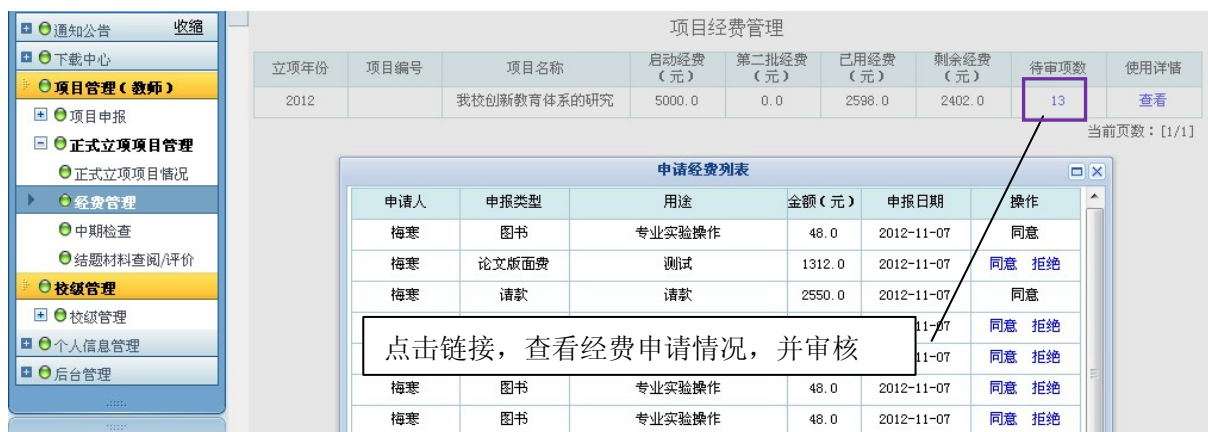 通知公告 收缩
下载中心
项目管理(教师)
项目申报
正式立项项目管理
正式立项项目情况
经费管理
中期检查
结题材料查阅/评价
校级管理
校级管理
个人信息管理
后台管理
项目经费管理
立项年份 项目编号 项目名称 启动经费(元) 第二批经费(元) 已用经费(元) 剩余经费(元) 待审项数 使用详情
2012 我校创新教育体系的研究 5000.0 0.0 2598.0 2402.0 13 查看
当前页数:[1/1]
申请经费列表
申请人 申报类型 用途 金额(元) 申报日期 操作
梅寒 图书 专业实验操作 48.0 2012-11-07 同意
梅寒 论文版面费 测试 1312.0 2012-11-07 同意 拒绝
梅寒 请款 请款 2550.0 2012-11-07 同意
11-07 同意 拒绝
点击链接，查看经费申请情况，并审核
11-07 同意 拒绝
梅寒 图书 专业实验操作 48.0 2012-11-07 同意 拒绝
梅寒 图书 专业实验操作 48.0 2012-11-07 同意 拒绝